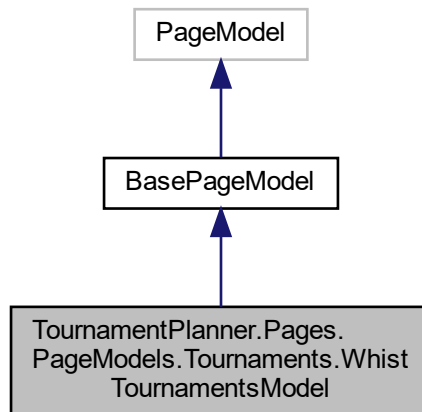 PageModel
BasePageModel
TournamentPlanner.Pages.
PageModels.Tournaments.Whist
TournamentsModel